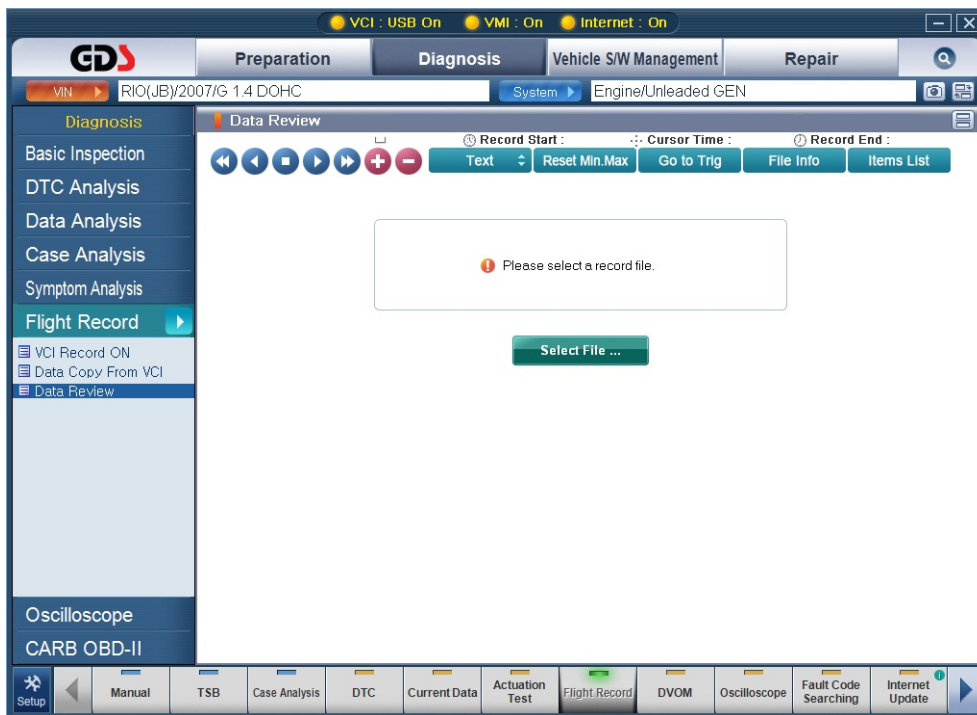 VCI : USB On VMI : On Internet : On
GDS Preparation Diagnosis Vehicle S/W Management Repair
VIN RIO(JB)/2007/G 1.4 DOHC System Engine/Unleaded GEN
Diagnosis
Basic Inspection
DTC Analysis
Data Analysis
Case Analysis
Symptom Analysis
Flight Record
VCI Record ON
Data Copy From VCI
Data Review
Oscilloscope
CARB OBD-II
Data Review
Record Start : Cursor Time : Record End :
Text Reset Min.Max Go to Trig File Info Items List
Please select a record file.
Select File ...
Setup Manual TSB Case Analysis DTC Current Data Actuation Test Flight Record DVOM Oscilloscope Fault Code Searching Internet Update